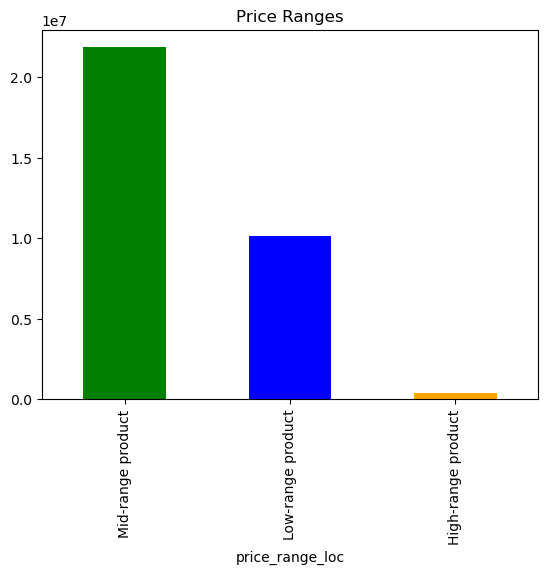 Price Ranges
1e7
2.0
1.5
1.0
0.5
0.0
Mid-range product
Low-range product
High-range product
price_range_loc